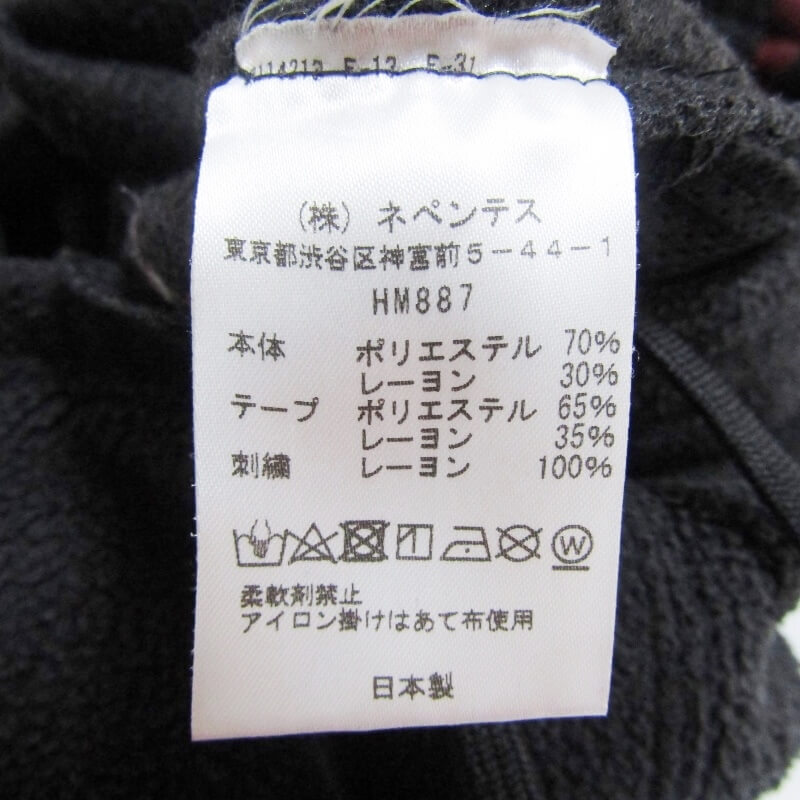 (株) ネペンテス
東京都渋谷区神宮前5-44-1
HM887
本体 ポリエステル 70%
レーヨン 30%
テープ ポリエステル 65%
レーヨン 35%
刺繍 レーヨン 100%
W
柔軟剤禁止
アイロン掛けはあて布使用
日本製